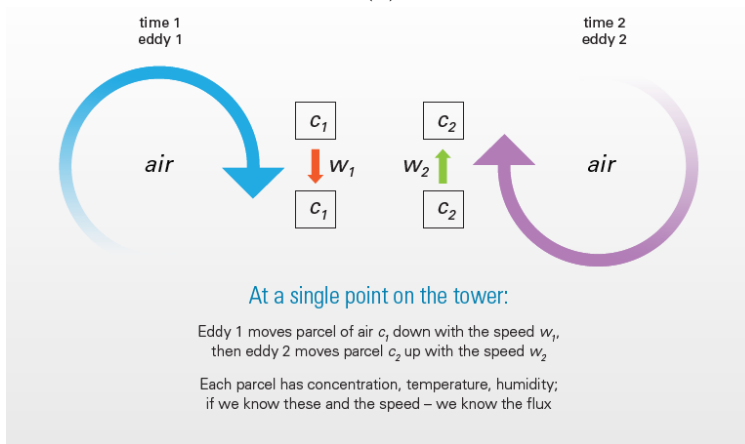 time 1
eddy 1
time 2
eddy 2
air
c1
w1
c1
c2
w2
c2
air
At a single point on the tower:
Eddy 1 moves parcel of air c1 down with the speed w1,
then eddy 2 moves parcel c2 up with the speed w2
Each parcel has concentration, temperature, humidity;
if we know these and the speed – we know the flux